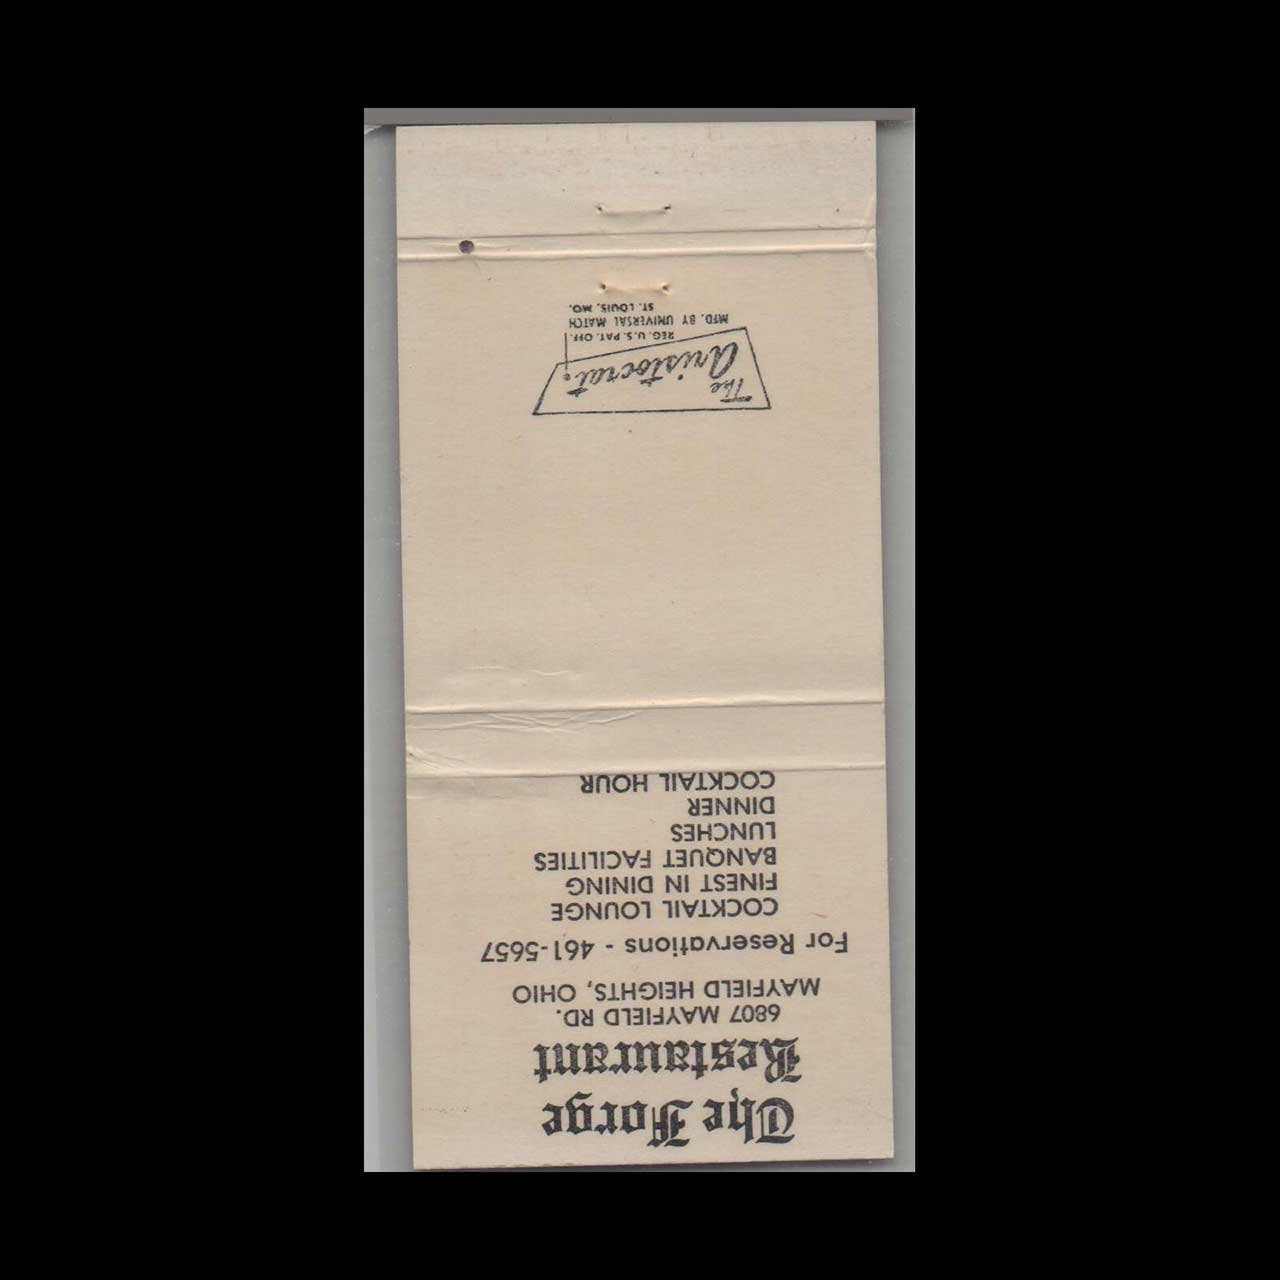 The Forge
Restaurant
6807 MAYFIELD RD.
MAYFIELD HEIGHTS, OHIO
For Reservations - 461-5657
COCKTAIL LOUNGE
FINEST IN DINING
BANQUET FACILITIES
LUNCHES
DINNER
COCKTAIL HOUR
The
Aristocrat
REG. U.S. PAT. OFF.
MFD. BY UNIVERSAL MATCH
ST. LOUIS, MO.